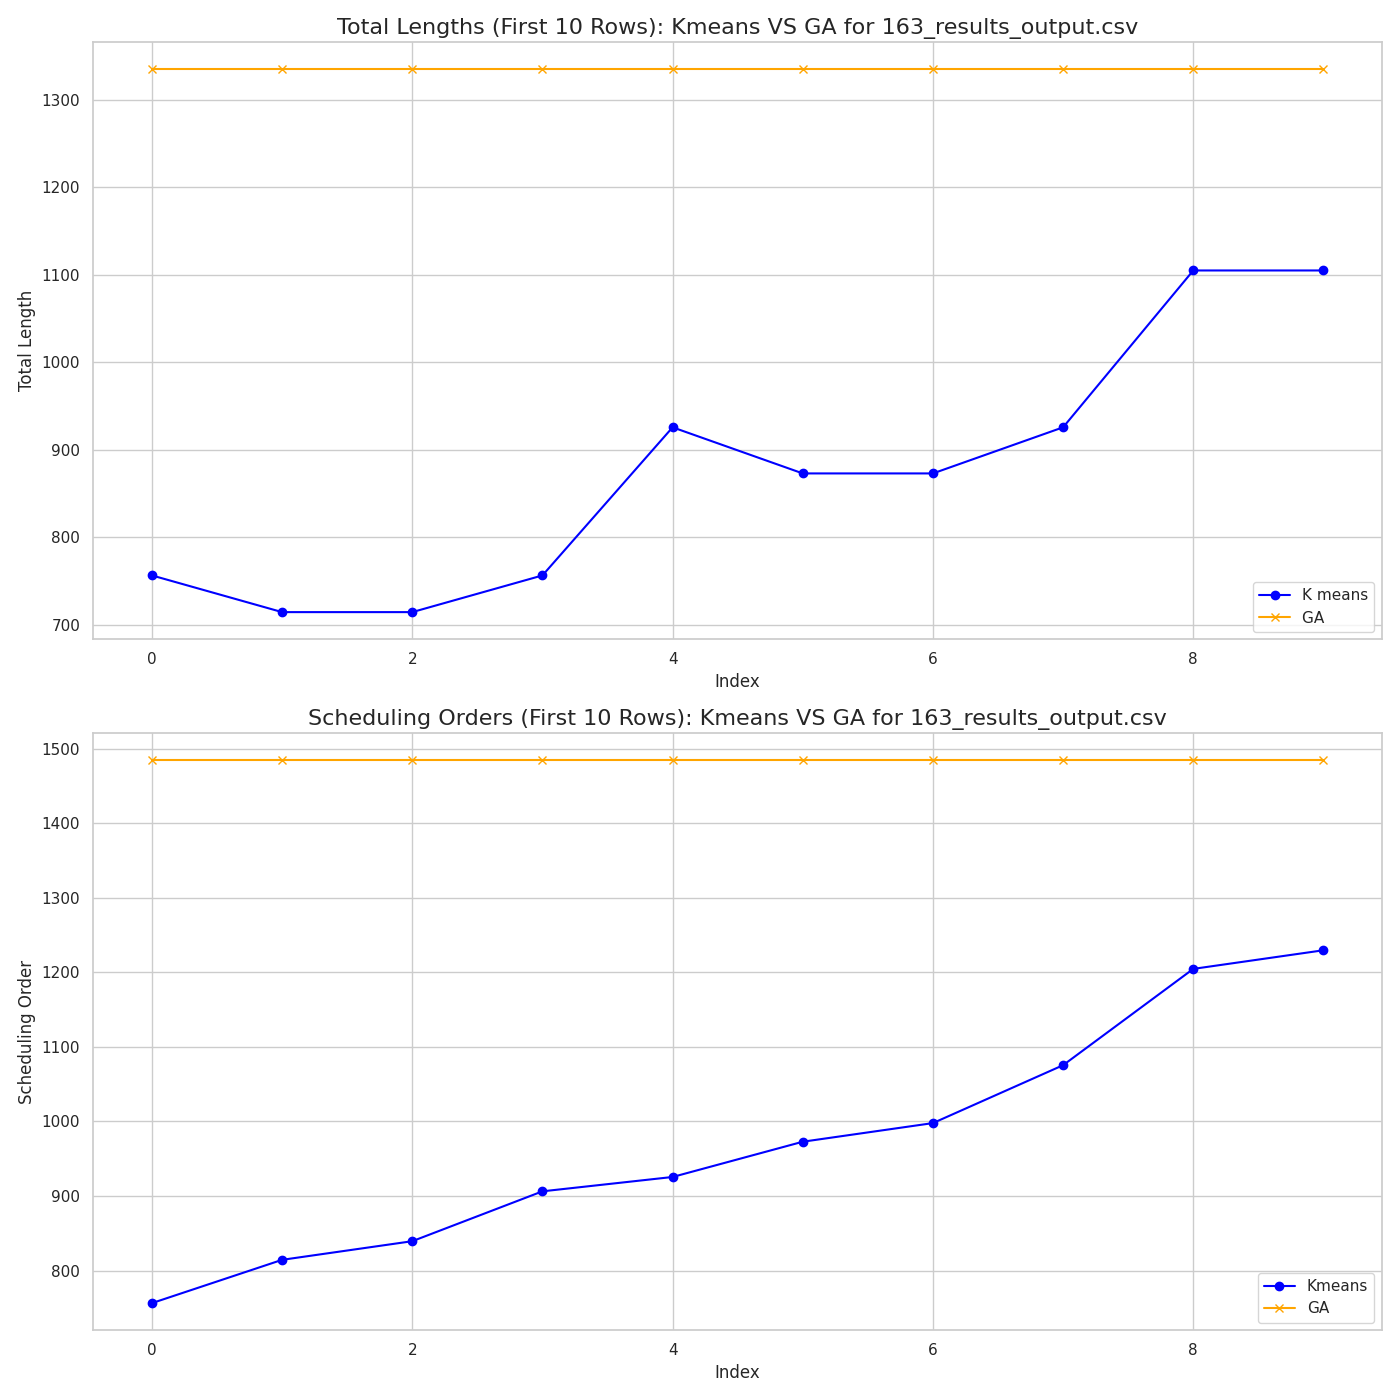 Total Lengths (First 10 Rows): Kmeans VS GA for 163_results_output.csv
1300
1200
1100
1000
900
800
700
Total Length
K means
GA
0 2 4 6 8
Index
Scheduling Orders (First 10 Rows): Kmeans VS GA for 163_results_output.csv
1500
1400
1300
1200
1100
1000
900
800
Scheduling Order
Kmeans
GA
0 2 4 6 8
Index